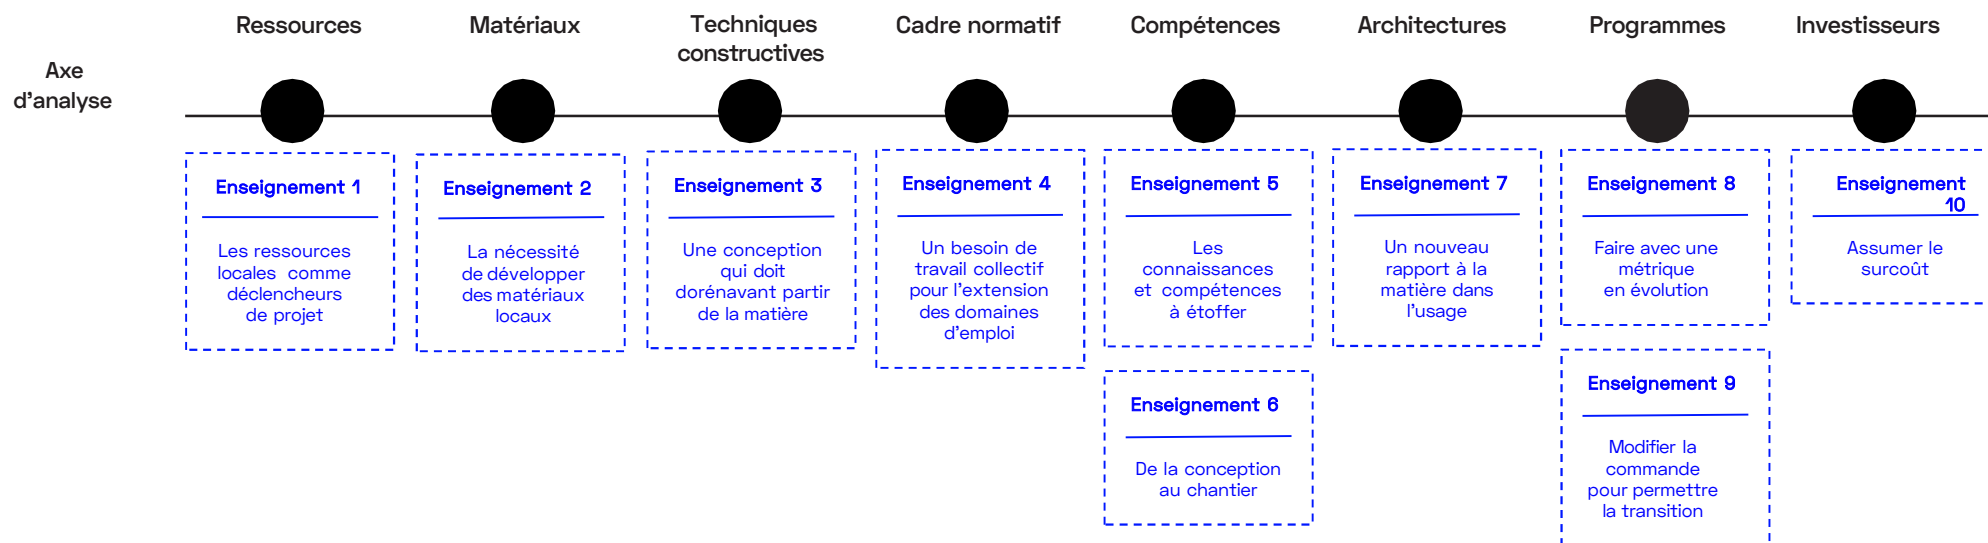 Axe
d'analyse
Ressources
Matériaux
Techniques
constructives
Cadre normatif
Compétences
Architectures
Programmes
Investisseurs
Enseignement 1
Les ressources
locales comme
déclencheurs
de projet
Enseignement 2
La nécessité
de développer
des matériaux
locaux
Enseignement 3
Une conception
qui doit
dorénavant partir
de la matière
Enseignement 4
Un besoin de
travail collectif
pour l'extension
des domaines
d'emploi
Enseignement 5
Les
connaissances
et compétences
à étoffer
Enseignement 6
De la conception
au chantier
Enseignement 7
Un nouveau
rapport à la
matière dans
l'usage
Enseignement 8
Faire avec une
métrique
en évolution
Enseignement 9
Modifier la
commande
pour permettre
la transition
Enseignement
10
Assumer le
surcoût